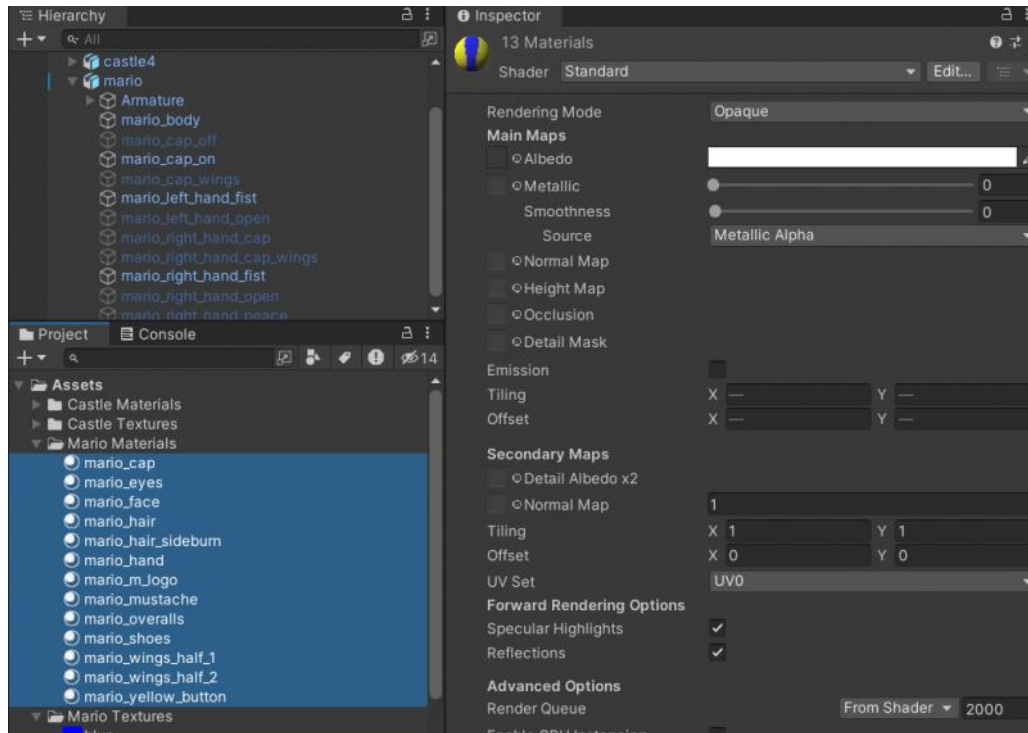 Hierarchy
All
castle4
mario
Armature
mario_body
mario_cap_off
mario_cap_on
mario_cap_wings
mario_left_hand_fist
mario_left_hand_open
mario_right_hand_cap
mario_right_hand_cap_wings
mario_right_hand_fist
mario_right_hand_open
mario_right_hand_peace
Project Console
14
Assets
Castle Materials
Castle Textures
Mario Materials
mario_cap
mario_eyes
mario_face
mario_hair
mario_hair_sideburn
mario_hand
mario_m_logo
mario_mustache
mario_overalls
mario_shoes
mario_wings_half_1
mario_wings_half_2
mario_yellow_button
Mario Textures
blue
Inspector
13 Materials
Shader Standard Edit...
Rendering Mode Opaque
Main Maps
Albedo
Metallic 0
Smoothness 0
Source Metallic Alpha
Normal Map
Height Map
Occlusion
Detail Mask
Emission
Tiling X — Y —
Offset X — Y —
Secondary Maps
Detail Albedo x2
Normal Map 1
Tiling X 1 Y 1
Offset X 0 Y 0
UV Set UV0
Forward Rendering Options
Specular Highlights
Reflections
Advanced Options
Render Queue From Shader 2000
Enable GPU Instancing